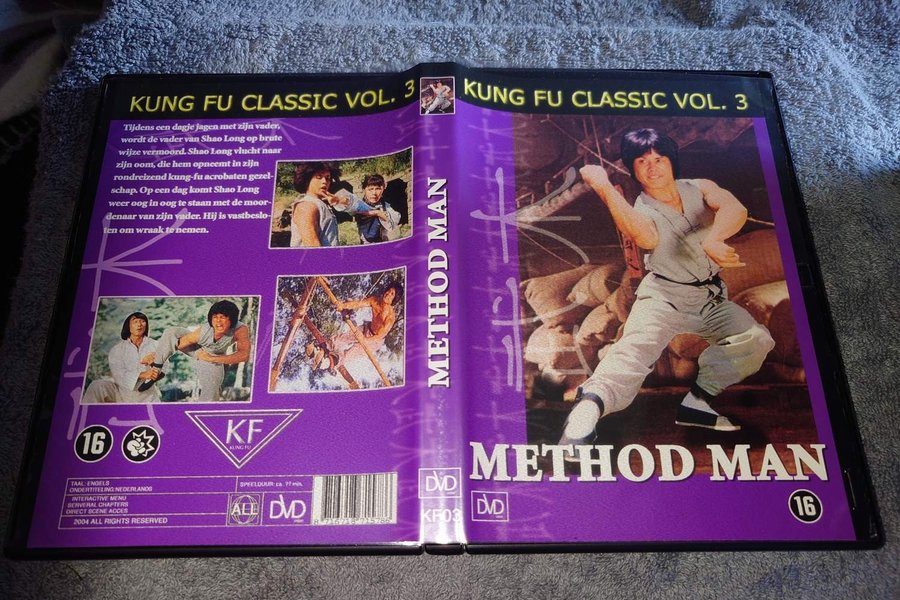 KUNG FU CLASSIC VOL. 3
Tijdens een dagje jagen met zijn vader,
wordt de vader van Shao Long op brute
wijze vermoord. Shao Long vlucht naar
zijn oom, die hem opneemt in zijn
rondreizend kung-fu acrobaten gezel-
schap. Op een dag komt Shao Long
weer oog in oog te staan met de moor-
denaar van zijn vader. Hij is vastbeslo-
ten om wraak te nemen.
16
KF
KUNG FU
TAAL: ENGELS
ONDERTITELING: NEDERLANDS
INTERACTIVE MENU
SERVERAL CHAPTERS
DIRECT SCENE ACCES
2004 ALL RIGHTS RESERVED
SPEELDUUR: ca. 77 min.
ALL
DVD
METHOD MAN
DVD
KF03
KUNG FU CLASSIC VOL. 3
METHOD MAN
DVD
16